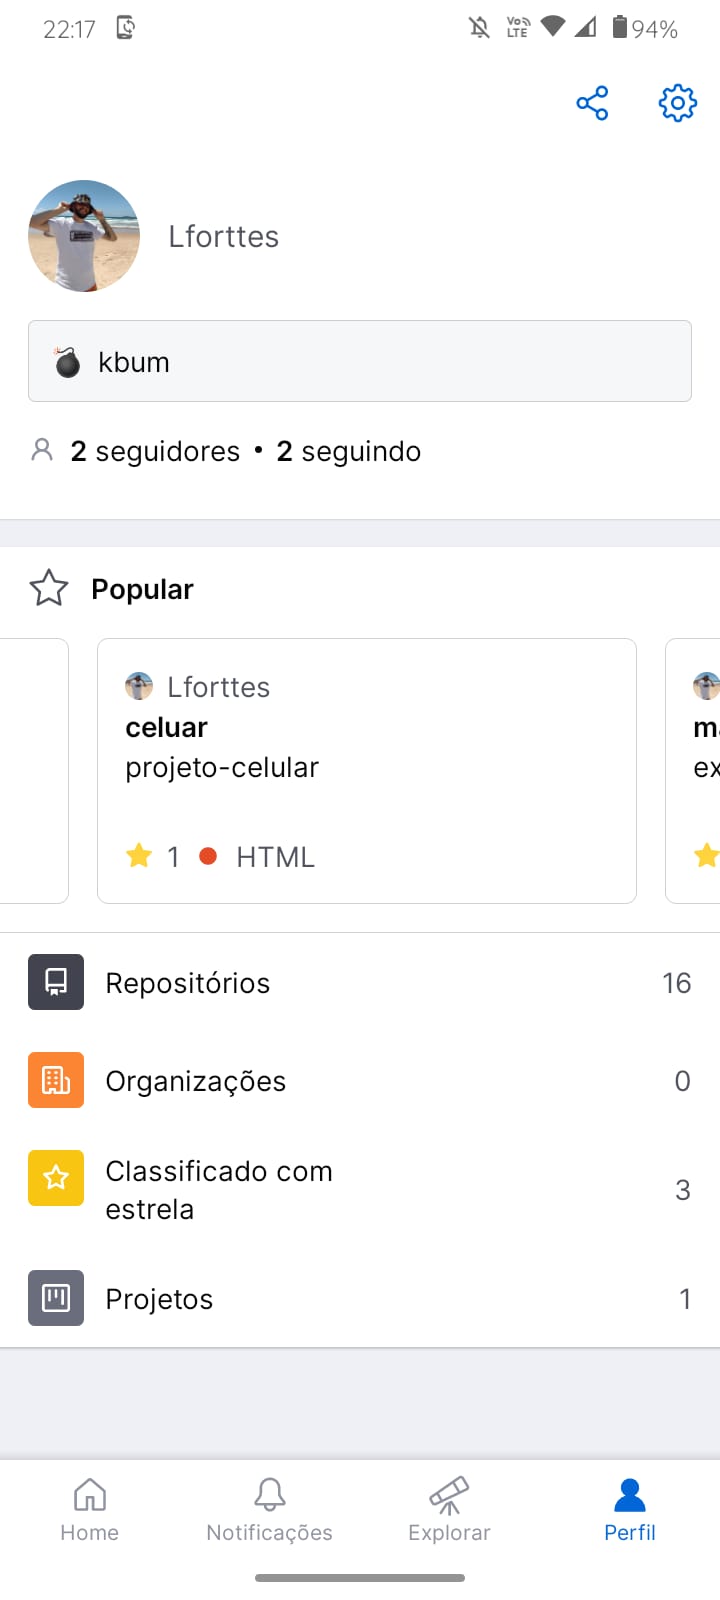 22:17
Vo LTE
94%
Lforttes
kbum
2 seguidores • 2 seguindo
Popular
Lforttes
celuar
projeto-celular
1 HTML
Repositórios 16
Organizações 0
Classificado com
estrela
3
Projetos 1
Home Notificações Explorar Perfil